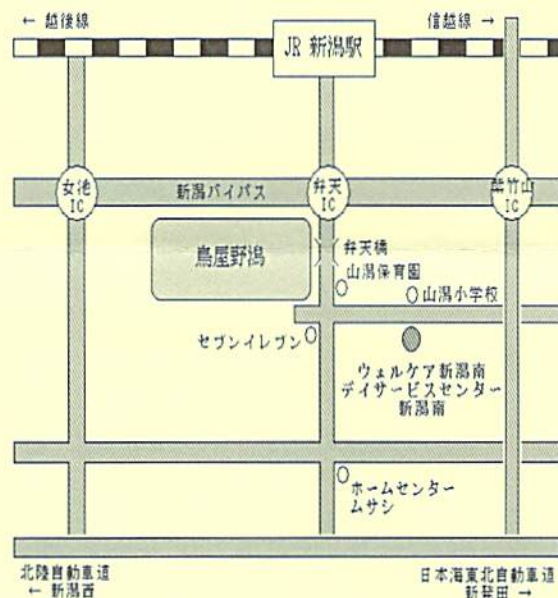 ← 越後線
信越線 →
JR 新潟駅
女池
IC
新潟バイパス
弁天
IC
紫竹山
IC
鳥屋野潟
弁天橋
山潟保育園
山潟小学校
セブンイレブン
ウェルケア新潟南
デイサービスセンター
新潟南
ホームセンター
ムサシ
北陸自動車道
← 新潟西
日本海東北自動車道
新発田 →